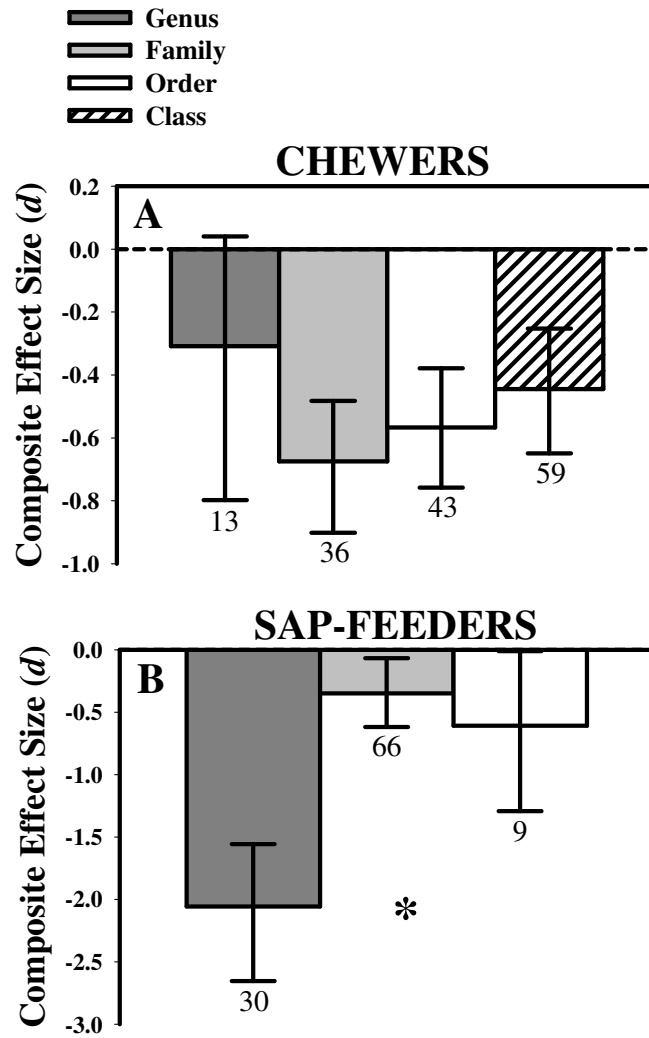 Genus
Family
Order
Class
CHEWERS
A
Composite Effect Size (d)
0.2
0.0
-0.2
-0.4
-0.6
-0.8
-1.0
13
36
43
59
SAP-FEEDERS
B
Composite Effect Size (d)
0.0
-0.5
-1.0
-1.5
-2.0
-2.5
-3.0
30
66
9
*